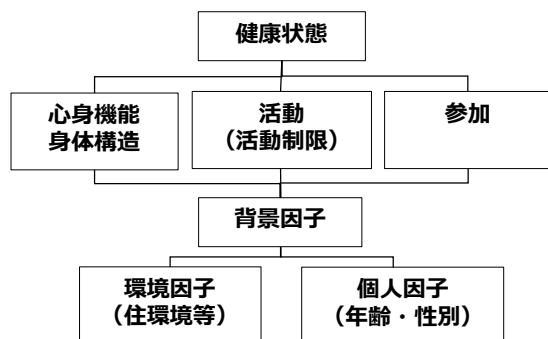 健康状態
心身機能
身体構造
活動
（活動制限）
参加
背景因子
環境因子
（住環境等）
個人因子
（年齢・性別）